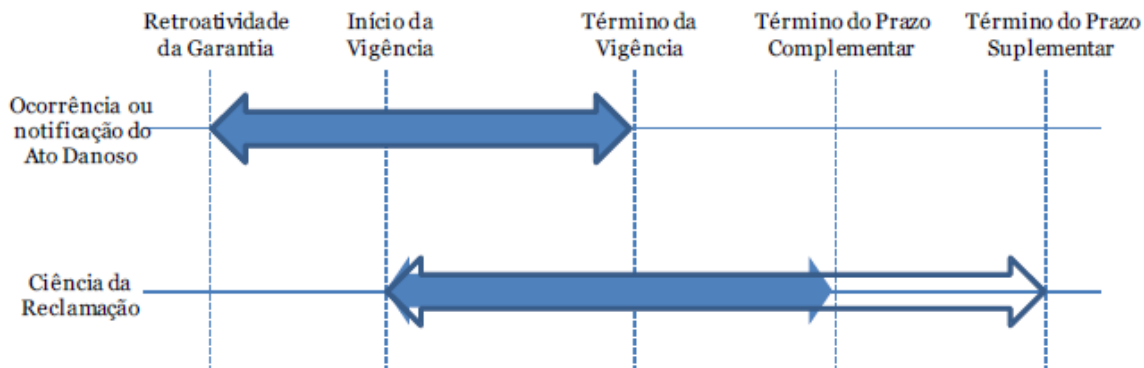 Retroatividade
da Garantia
Início da
Vigência
Término da
Vigência
Término do Prazo
Complementar
Término do Prazo
Suplementar
Ocorrência ou
notificação do
Ato Danoso
Ciência da
Reclamação